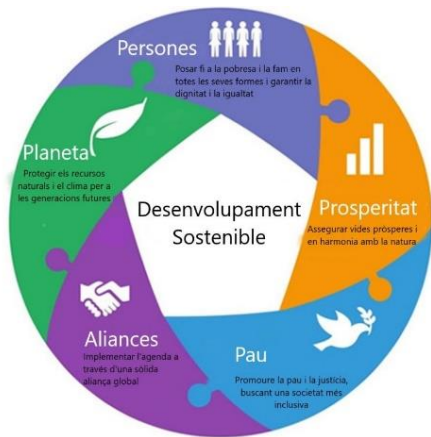 Persones
Posar fi a la pobresa i la fam en
totes les seves formes i garantir la
dignitat i la igualtat
Planeta
Protegir els recursos
naturals i el clima per a
les generacions futures
Desenvolupament
Sostenible
Prosperitat
Assegurar vides pròsperes i
en harmonia amb la natura
Aliances
Implementar l'agenda a
través d'una sòlida
aliança global
Pau
Promoure la pau i la justícia,
buscant una societat més
inclusiva